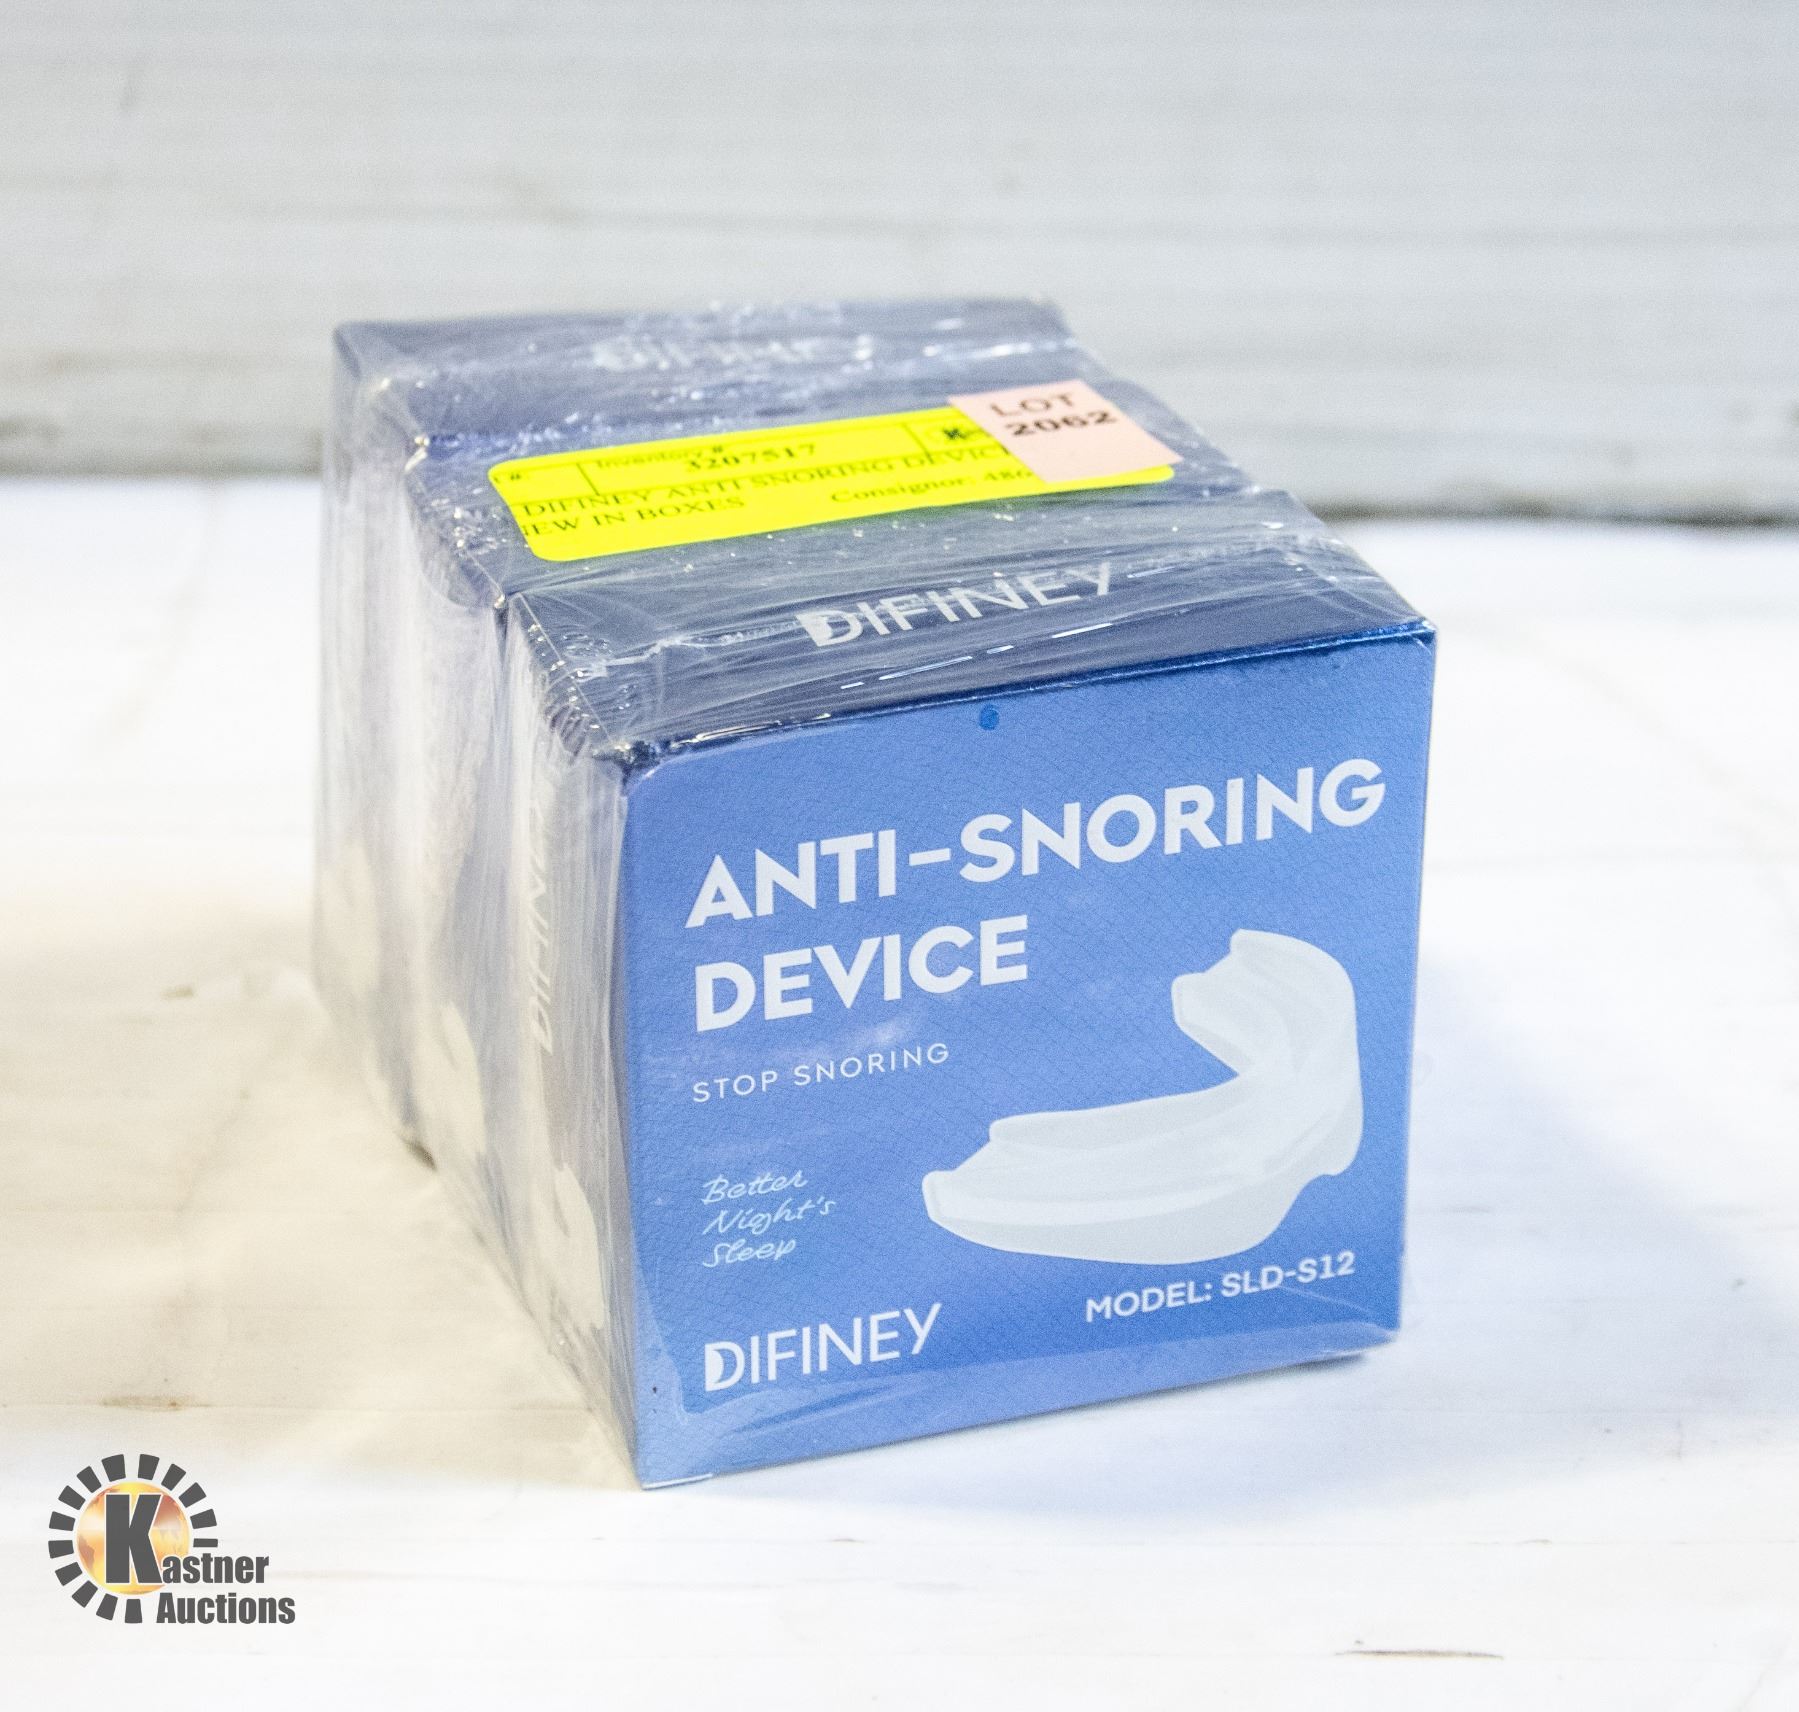 DIFINEY
LOT
2062
#: Inventory #
3207517
DIFINEY ANTI SNORING
NEW IN BOXES Consignor:
DIFINEY
ANTI-SNORING
DEVICE
STOP SNORING
Better
Night's
Sleep
MODEL: SLD-S12
DIFINEY
DIFINEY
Kastner
Auctions